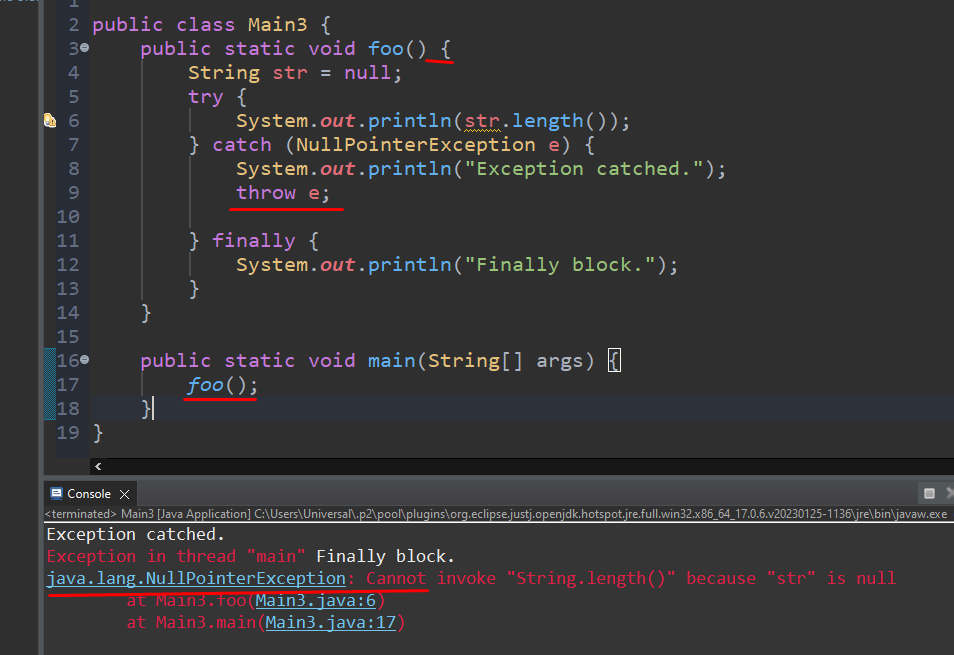 1
2 public class Main3 {
3 public static void foo() {
4 String str = null;
5 try {
6 System.out.println(str.length());
7 } catch (NullPointerException e) {
8 System.out.println("Exception catched.");
9 throw e;
10
11 } finally {
12 System.out.println("Finally block.");
13 }
14 }
15
16 public static void main(String[] args) {
17 foo();
18 }
19 }
Console
<terminated> Main3 [Java Application] C:\Users\Universal\.p2\pool\plugins\org.eclipse.justj.openjdk.hotspot.jre.full.win32.x86_64_17.0.6.v20230125-1136\jre\bin\javaw.exe
Exception catched.
Exception in thread "main" Finally block.
java.lang.NullPointerException: Cannot invoke "String.length()" because "str" is null
at Main3.foo(Main3.java:6)
at Main3.main(Main3.java:17)